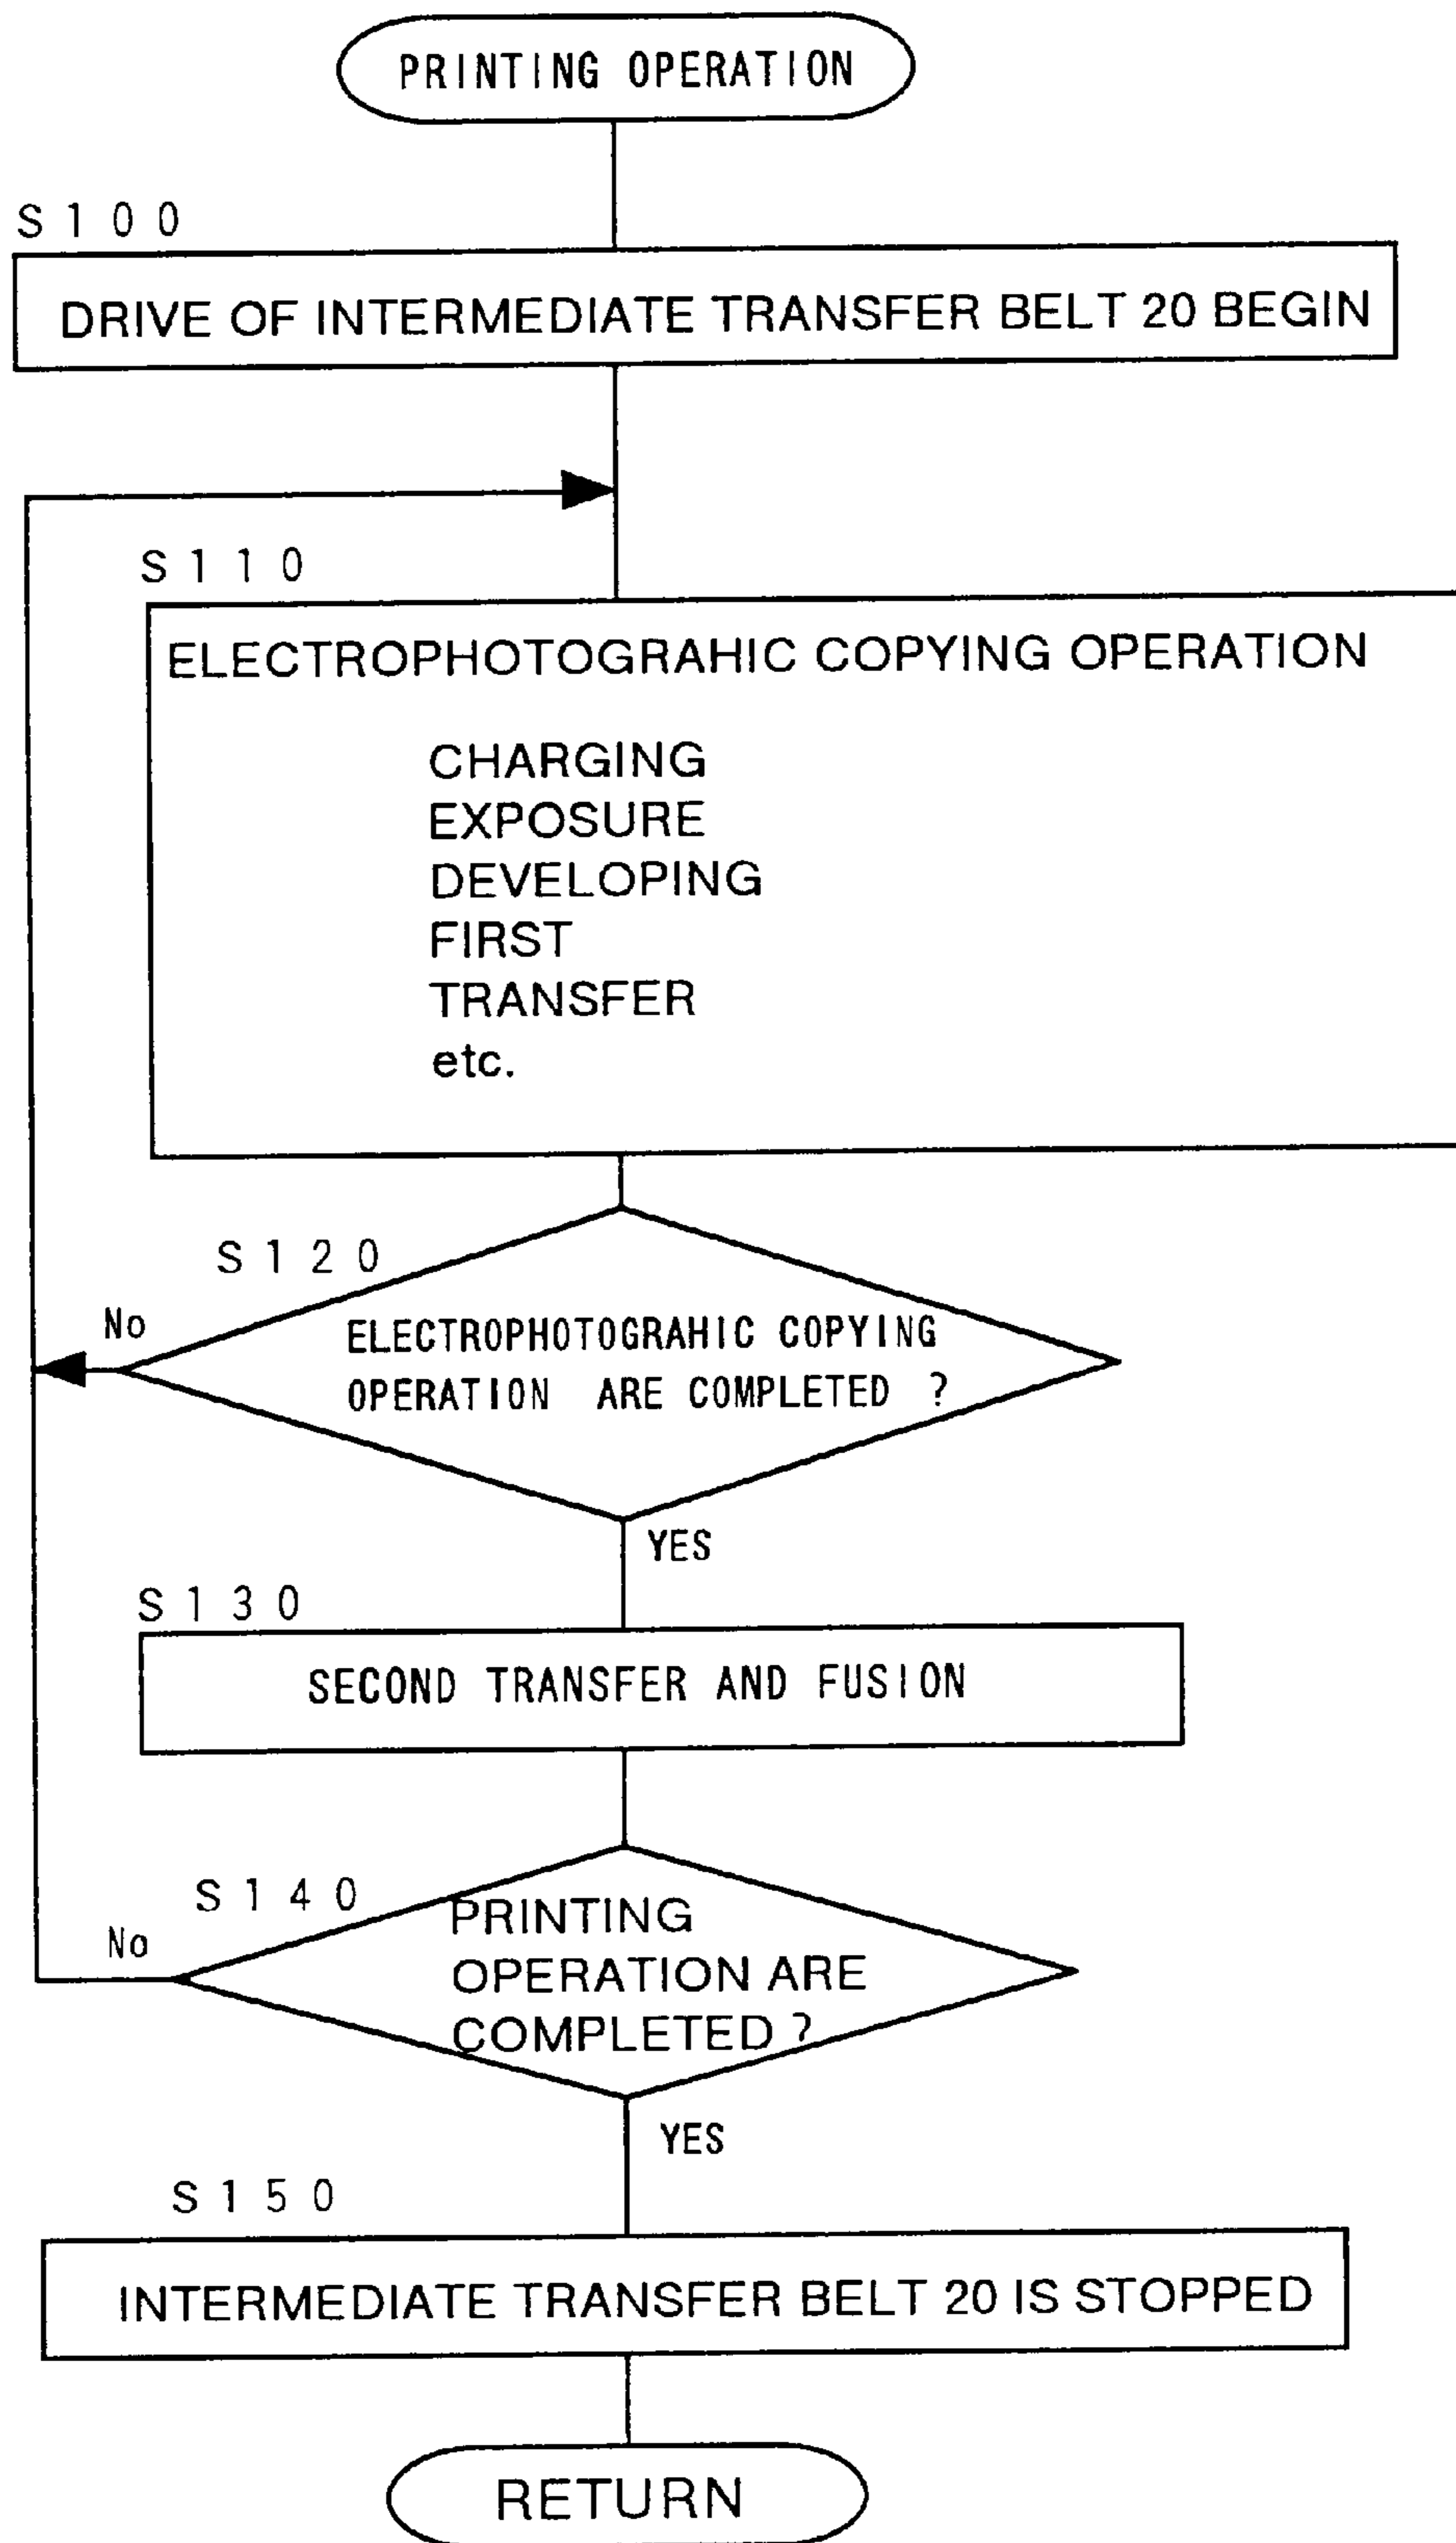 PRINTING OPERATION
S100
DRIVE OF INTERMEDIATE TRANSFER BELT 20 BEGIN
S110
ELECTROPHOTOGRAHIC COPYING OPERATION
CHARGING
EXPOSURE
DEVELOPING
FIRST
TRANSFER
etc.
S120
No
ELECTROPHOTOGRAHIC COPYING
OPERATION ARE COMPLETED ?
YES
S130
SECOND TRANSFER AND FUSION
S140
No
PRINTING
OPERATION ARE
COMPLETED ?
YES
S150
INTERMEDIATE TRANSFER BELT 20 IS STOPPED
RETURN